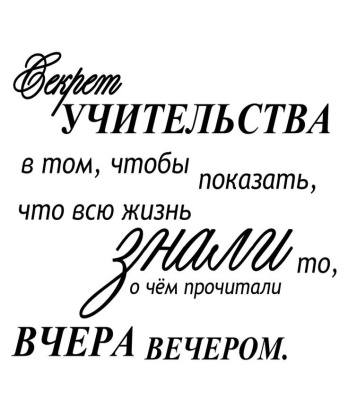 Секрет
УЧИТЕЛЬСТВА
в том, чтобы
показать,
что всю жизнь
знали то,
о чём прочитали
ВЧЕРА ВЕЧЕРОМ.